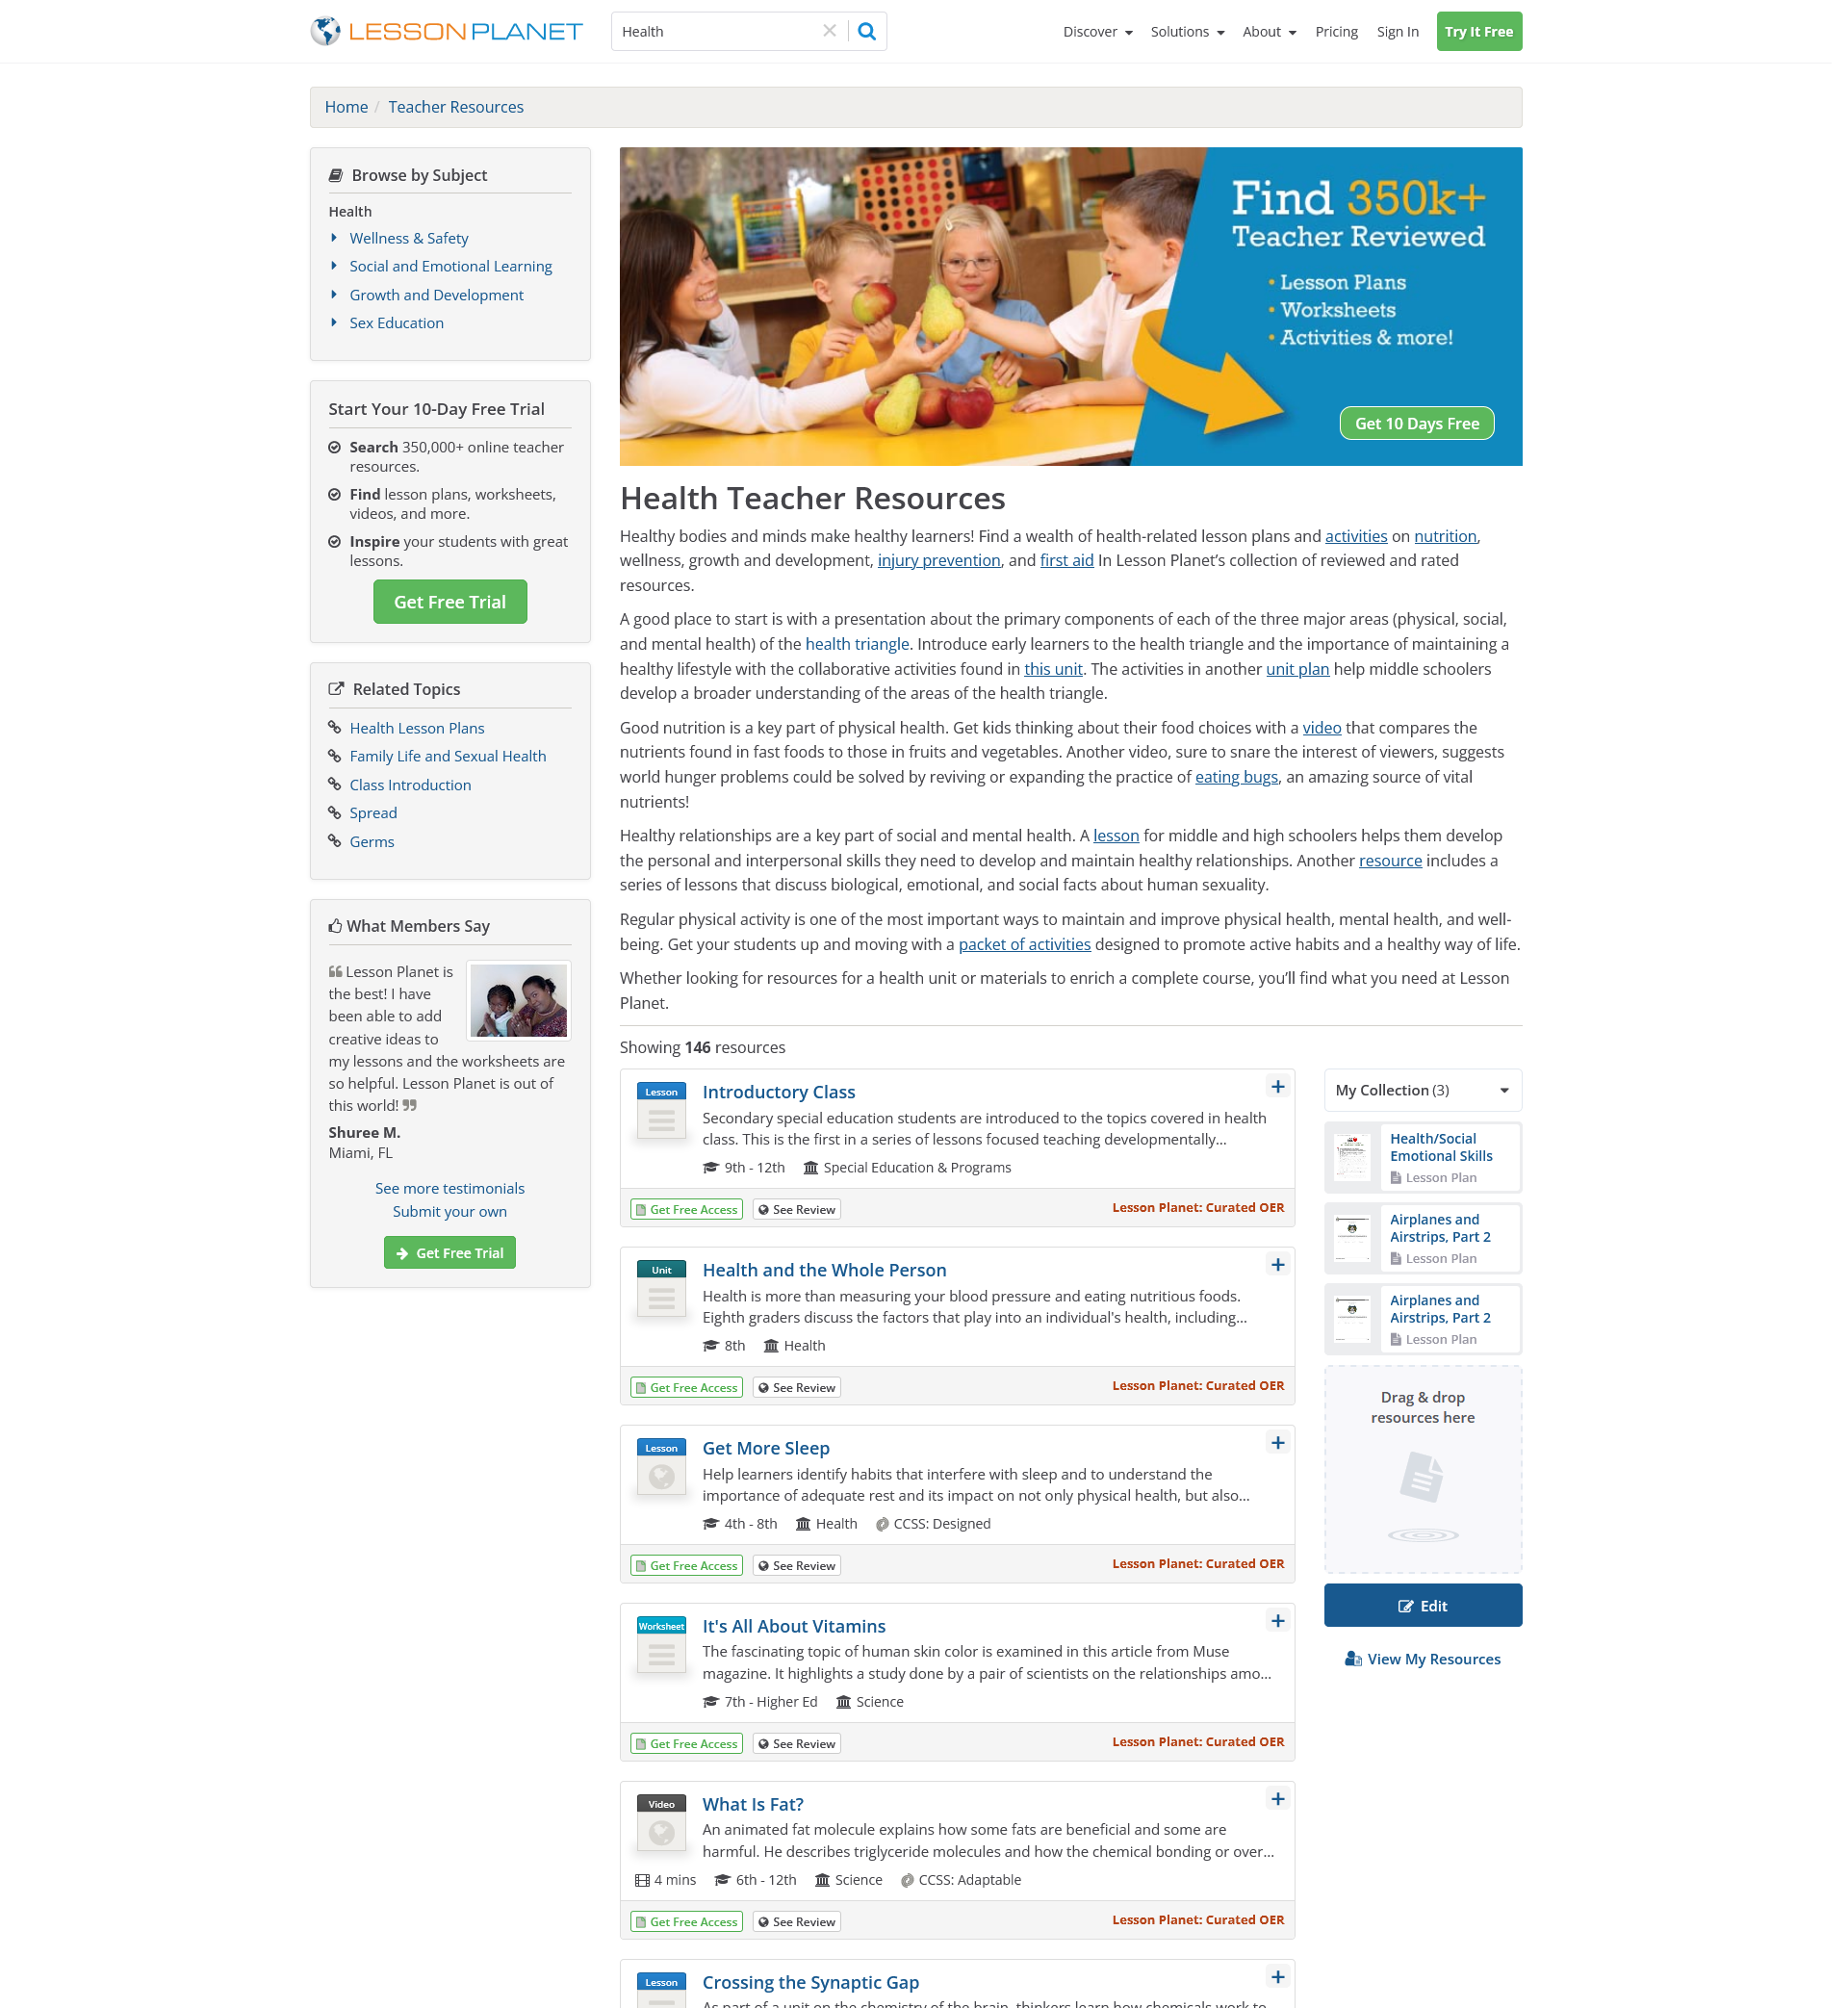 LESSONPLANET
Health
Discover
Solutions
About
Pricing
Sign In
Try It Free
Home / Teacher Resources
Browse by Subject
Health
Wellness & Safety
Social and Emotional Learning
Growth and Development
Sex Education
Start Your 10-Day Free Trial
Search 350,000+ online teacher
resources.
Find lesson plans, worksheets,
videos, and more.
Inspire your students with great
lessons.
Get Free Trial
Related Topics
Health Lesson Plans
Family Life and Sexual Health
Class Introduction
Spread
Germs
What Members Say
“ Lesson Planet is
the best! I have
been able to add
creative ideas to
my lessons and the worksheets are
so helpful. Lesson Planet is out of
this world! ”
Shuree M.
Miami, FL
See more testimonials
Submit your own
Get Free Trial
Find 350k+
Teacher Reviewed
• Lesson Plans
• Worksheets
• Activities & more!
Get 10 Days Free
Health Teacher Resources
Healthy bodies and minds make healthy learners! Find a wealth of health-related lesson plans and activities on nutrition,
wellness, growth and development, injury prevention, and first aid In Lesson Planet’s collection of reviewed and rated
resources.
A good place to start is with a presentation about the primary components of each of the three major areas (physical, social,
and mental health) of the health triangle. Introduce early learners to the health triangle and the importance of maintaining a
healthy lifestyle with the collaborative activities found in this unit. The activities in another unit plan help middle schoolers
develop a broader understanding of the areas of the health triangle.
Good nutrition is a key part of physical health. Get kids thinking about their food choices with a video that compares the
nutrients found in fast foods to those in fruits and vegetables. Another video, sure to snare the interest of viewers, suggests
world hunger problems could be solved by reviving or expanding the practice of eating bugs, an amazing source of vital
nutrients!
Healthy relationships are a key part of social and mental health. A lesson for middle and high schoolers helps them develop
the personal and interpersonal skills they need to develop and maintain healthy relationships. Another resource includes a
series of lessons that discuss biological, emotional, and social facts about human sexuality.
Regular physical activity is one of the most important ways to maintain and improve physical health, mental health, and well-
being. Get your students up and moving with a packet of activities designed to promote active habits and a healthy way of life.
Whether looking for resources for a health unit or materials to enrich a complete course, you’ll find what you need at Lesson
Planet.
Showing 146 resources
Lesson
Introductory Class
Secondary special education students are introduced to the topics covered in health
class. This is the first in a series of lessons focused teaching developmentally...
9th - 12th
Special Education & Programs
Get Free Access
See Review
Lesson Planet: Curated OER
Unit
Health and the Whole Person
Health is more than measuring your blood pressure and eating nutritious foods.
Eighth graders discuss the factors that play into an individual's health, including...
8th
Health
Get Free Access
See Review
Lesson Planet: Curated OER
Lesson
Get More Sleep
Help learners identify habits that interfere with sleep and to understand the
importance of adequate rest and its impact on not only physical health, but also...
4th - 8th
Health
CCSS: Designed
Get Free Access
See Review
Lesson Planet: Curated OER
Worksheet
It's All About Vitamins
The fascinating topic of human skin color is examined in this article from Muse
magazine. It highlights a study done by a pair of scientists on the relationships amo...
7th - Higher Ed
Science
Get Free Access
See Review
Lesson Planet: Curated OER
Video
What Is Fat?
An animated fat molecule explains how some fats are beneficial and some are
harmful. He describes triglyceride molecules and how the chemical bonding or over...
4 mins
6th - 12th
Science
CCSS: Adaptable
Get Free Access
See Review
Lesson Planet: Curated OER
Lesson
Crossing the Synaptic Gap
As part of a unit on the chemistry of the brain, thinkers learn how chemicals work to
My Collection (3)
Health/Social
Emotional Skills
Lesson Plan
Airplanes and
Airstrips, Part 2
Lesson Plan
Airplanes and
Airstrips, Part 2
Lesson Plan
Drag & drop
resources here
Edit
View My Resources